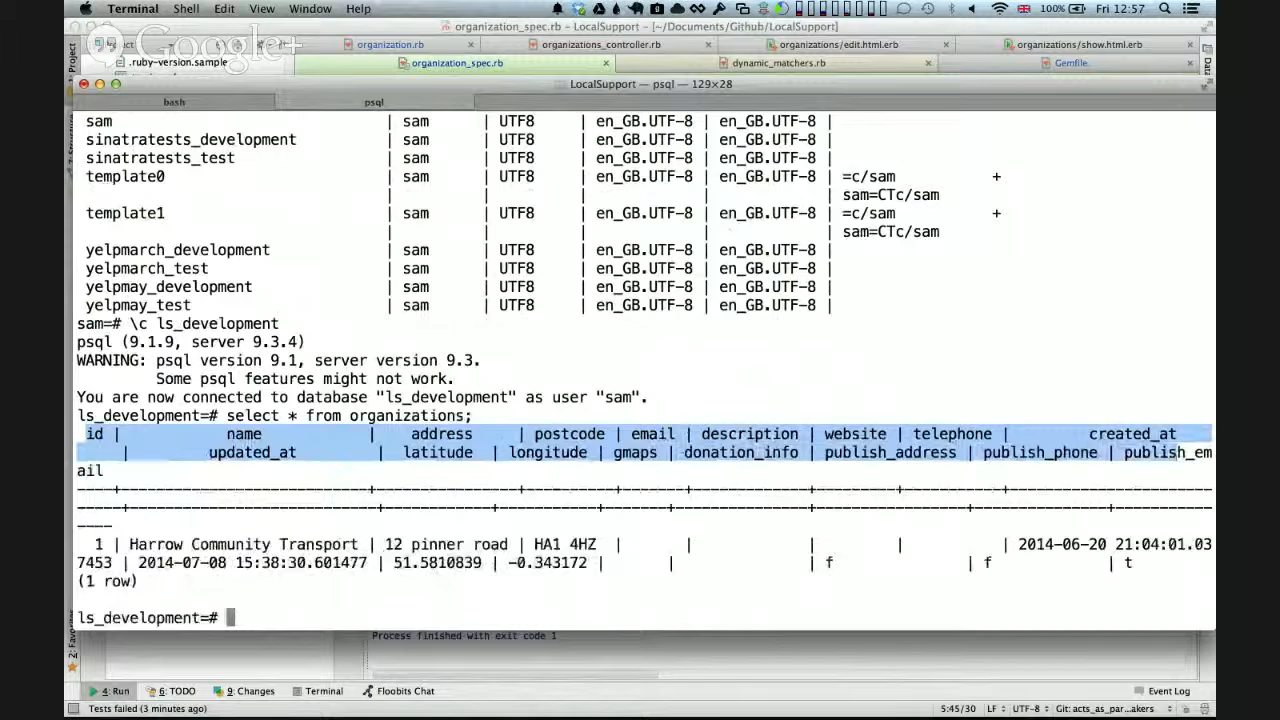 Terminal Shell Edit View Window Help 100% Fri 12:57
organization_spec.rb - LocalSupport - [~/Documents/Github/LocalSupport]
Google+
organization.rb organizations_controller.rb organizations/edit.html.erb organizations/show.html.erb
.ruby-version.sample organization_spec.rb dynamic_matchers.rb Gemfile
LocalSupport — psql — 129×28
bash psql
sam | sam | UTF8 | en_GB.UTF-8 | en_GB.UTF-8 |
sinatratests_development | sam | UTF8 | en_GB.UTF-8 | en_GB.UTF-8 |
sinatratests_test | sam | UTF8 | en_GB.UTF-8 | en_GB.UTF-8 |
template0 | sam | UTF8 | en_GB.UTF-8 | en_GB.UTF-8 | =c/sam +
| | | | | sam=CTc/sam
template1 | sam | UTF8 | en_GB.UTF-8 | en_GB.UTF-8 | =c/sam +
| | | | | sam=CTc/sam
yelpmarch_development | sam | UTF8 | en_GB.UTF-8 | en_GB.UTF-8 |
yelpmarch_test | sam | UTF8 | en_GB.UTF-8 | en_GB.UTF-8 |
yelpmay_development | sam | UTF8 | en_GB.UTF-8 | en_GB.UTF-8 |
yelpmay_test | sam | UTF8 | en_GB.UTF-8 | en_GB.UTF-8 |
sam=# \c ls_development
psql (9.1.9, server 9.3.4)
WARNING: psql version 9.1, server version 9.3.
Some psql features might not work.
You are now connected to database "ls_development" as user "sam".
ls_development=# select * from organizations;
id | name | address | postcode | email | description | website | telephone | created_at
| updated_at | latitude | longitude | gmaps | donation_info | publish_address | publish_phone | publish_em
ail
----+---------------------------+----------------+----------+-------+-------------+---------+-----------+--------------------
-----+----------------------------+------------+-----------+-------+---------------+-----------------+---------------+-----------
----
1 | Harrow Community Transport | 12 pinner road | HA1 4HZ | | | | | 2014-06-20 21:04:01.03
7453 | 2014-07-08 15:38:30.601477 | 51.5810839 | -0.343172 | | | f | f | t
(1 row)
ls_development=#
Process finished with exit code 1
4: Run 6: TODO 9: Changes Terminal Floobits Chat Event Log
Tests failed (3 minutes ago) 5:45/30 LF UTF-8 Git: acts_as_par...akers